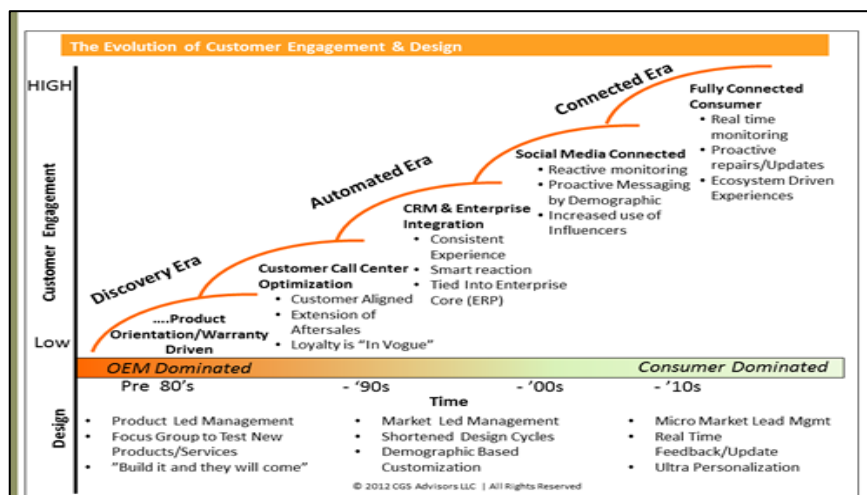 The Evolution of Customer Engagement & Design
HIGH
Customer Engagement
Low
Discovery Era
Automated Era
Connected Era
....Product
Orientation/Warranty
Driven
Customer Call Center
Optimization
• Customer Aligned
• Extension of
Aftersales
• Loyalty is "In Vogue"
CRM & Enterprise
Integration
• Consistent
Experience
• Smart reaction
• Tied Into Enterprise
Core (ERP)
Social Media Connected
• Reactive monitoring
• Proactive Messaging
by Demographic
• Increased use of
Influencers
Fully Connected
Consumer
• Real time
monitoring
• Proactive
repairs/Updates
• Ecosystem Driven
Experiences
OEM Dominated
Consumer Dominated
Pre 80's
- '90s
- '00s
- '10s
Time
Design
• Product Led Management
• Focus Group to Test New
Products/Services
• "Build it and they will come"
• Market Led Management
• Shortened Design Cycles
• Demographic Based
Customization
• Micro Market Lead Mgmt
• Real Time
Feedback/Update
• Ultra Personalization
© 2012 CGS Advisors LLC | All Rights Reserved